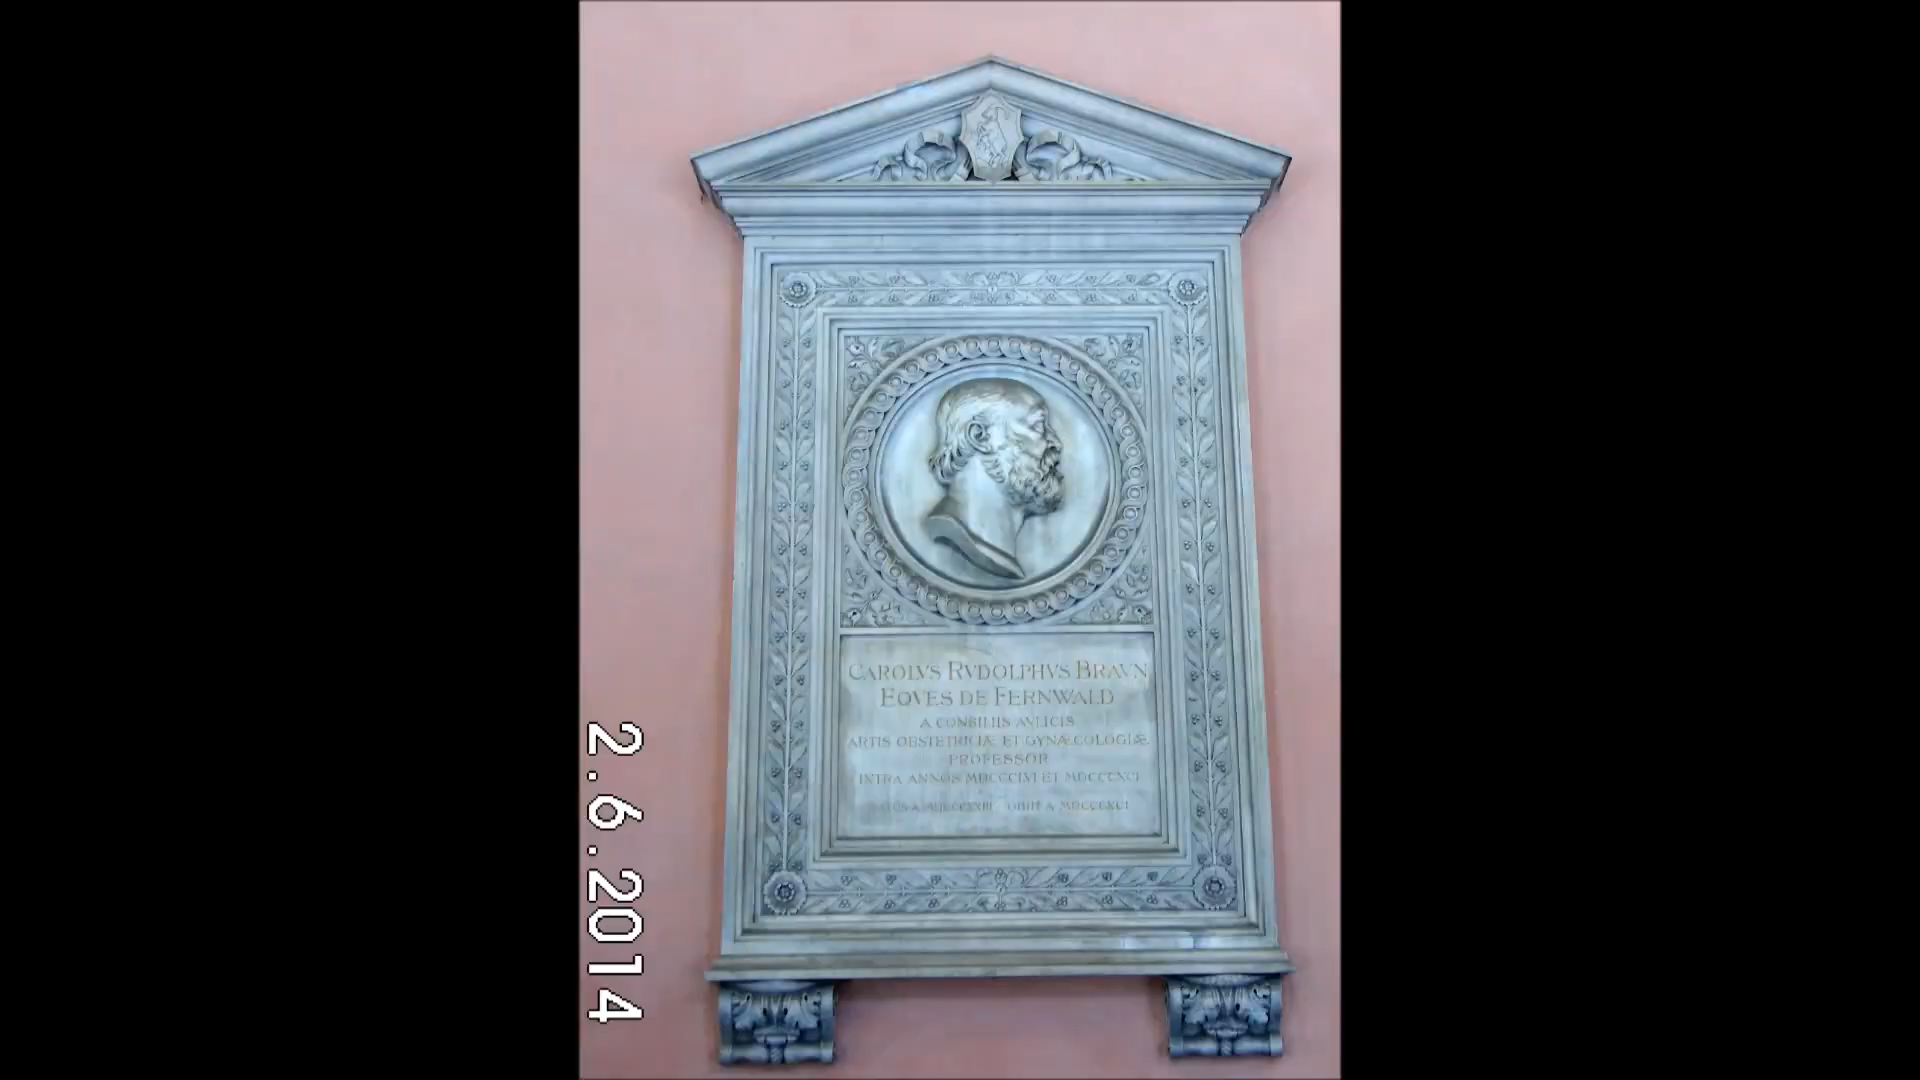 CAROLVS RVDOLPHVS BRAVN
EQVES DE FERNWALD
A CONSILIIS AVLICIS
ARTIS OBSTETRICIÆ ET GYNÆCOLOGIÆ
PROFESSOR
INTRA ANNOS MDCCCLVI ET MDCCCXCI
A. MDCCCXXIII OBIIT A. MDCCCXCI
2.6.2014